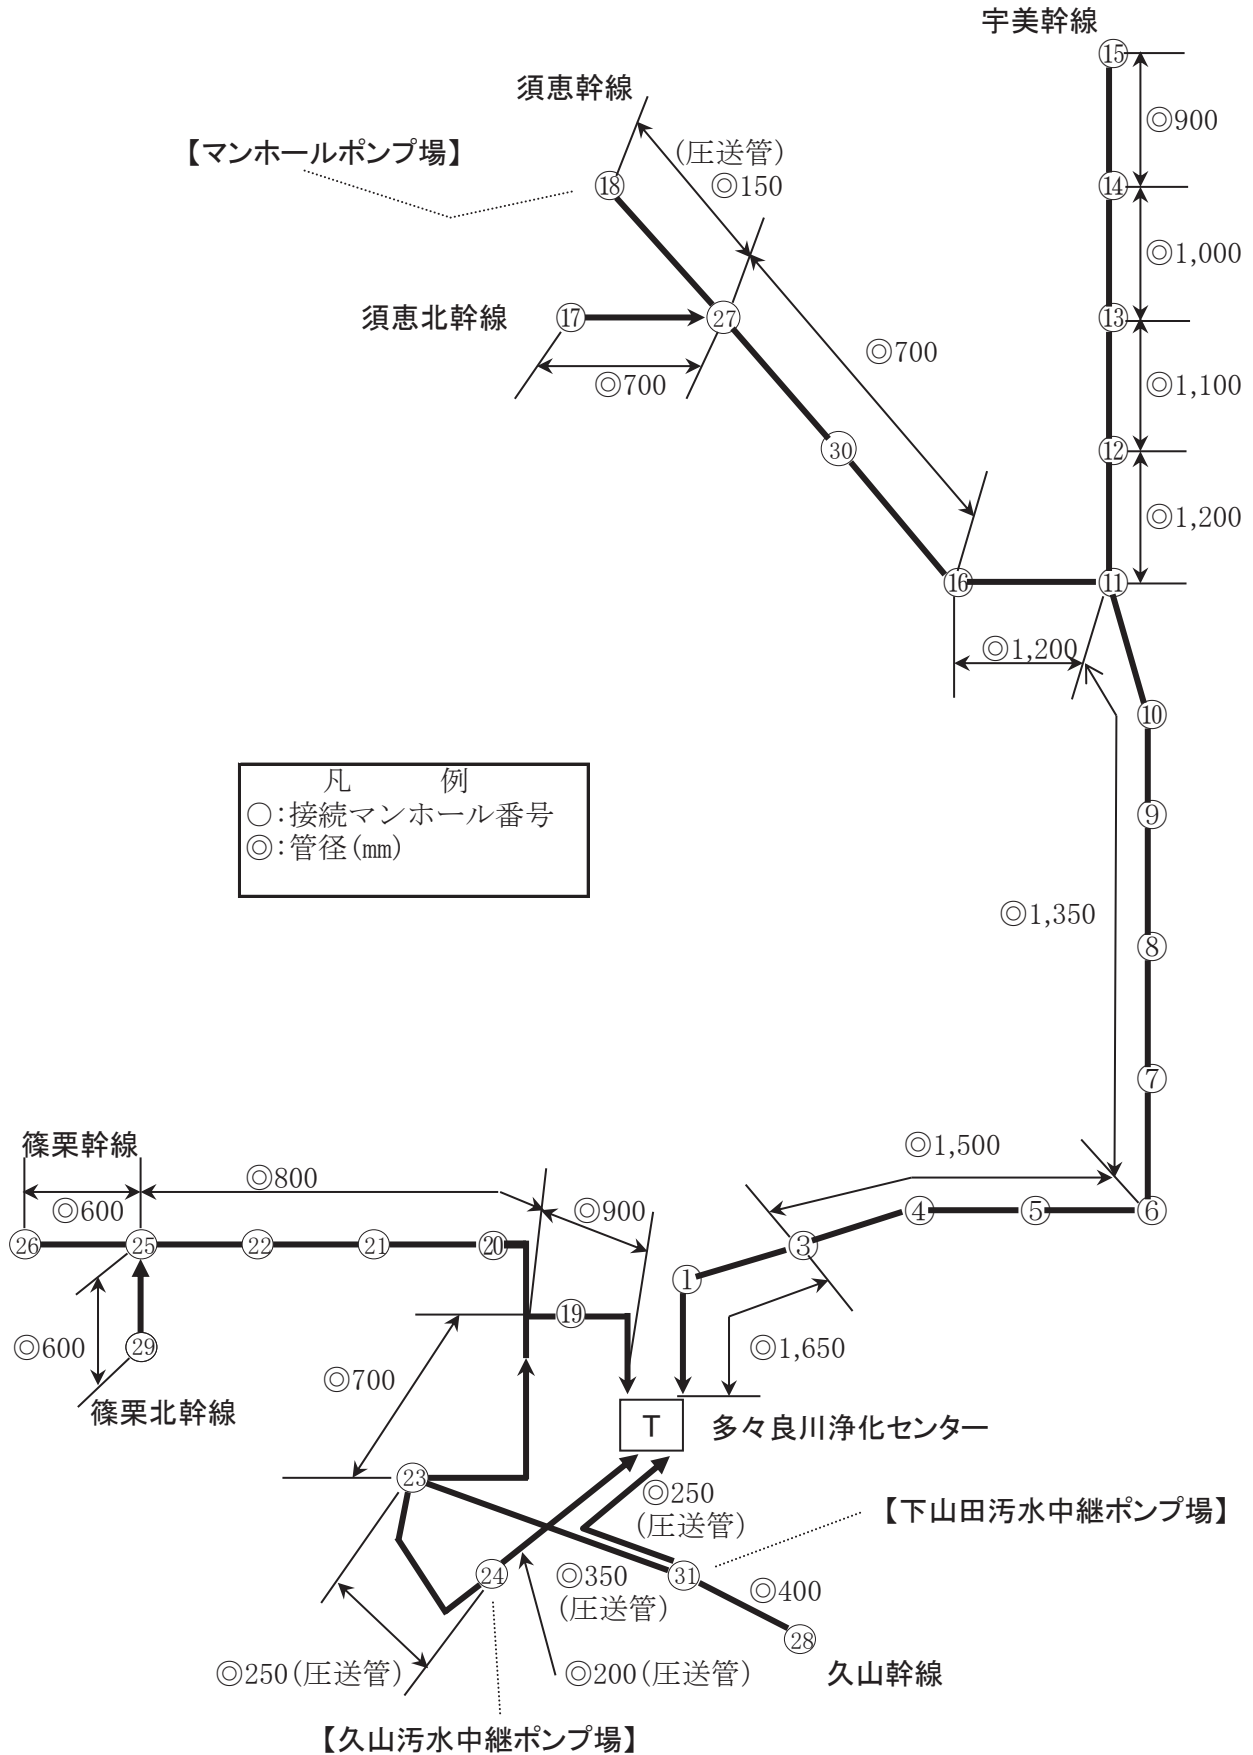 宇美幹線
⑮
◎900
須恵幹線
【マンホールポンプ場】
(圧送管)
◎150
⑱
⑭
◎1,000
須恵北幹線
⑰
㉗
⑬
◎700
◎700
◎1,100
㉚
⑫
◎1,200
⑯
⑪
◎1,200
⑩
凡 例
○:接続マンホール番号
◎:管径(mm)
⑨
◎1,350
⑧
⑦
篠栗幹線
◎1,500
◎800
◎600
◎900
④
⑤
⑥
㉖
㉕
㉒
㉑
⑳
③
①
⑲
◎600
㉙
◎1,650
◎700
篠栗北幹線
T
多々良川浄化センター
㉓
◎250
(圧送管)
【下山田汚水中継ポンプ場】
㉔
◎350
(圧送管)
㉛
◎400
㉘
◎250(圧送管)
◎200(圧送管)
久山幹線
【久山汚水中継ポンプ場】